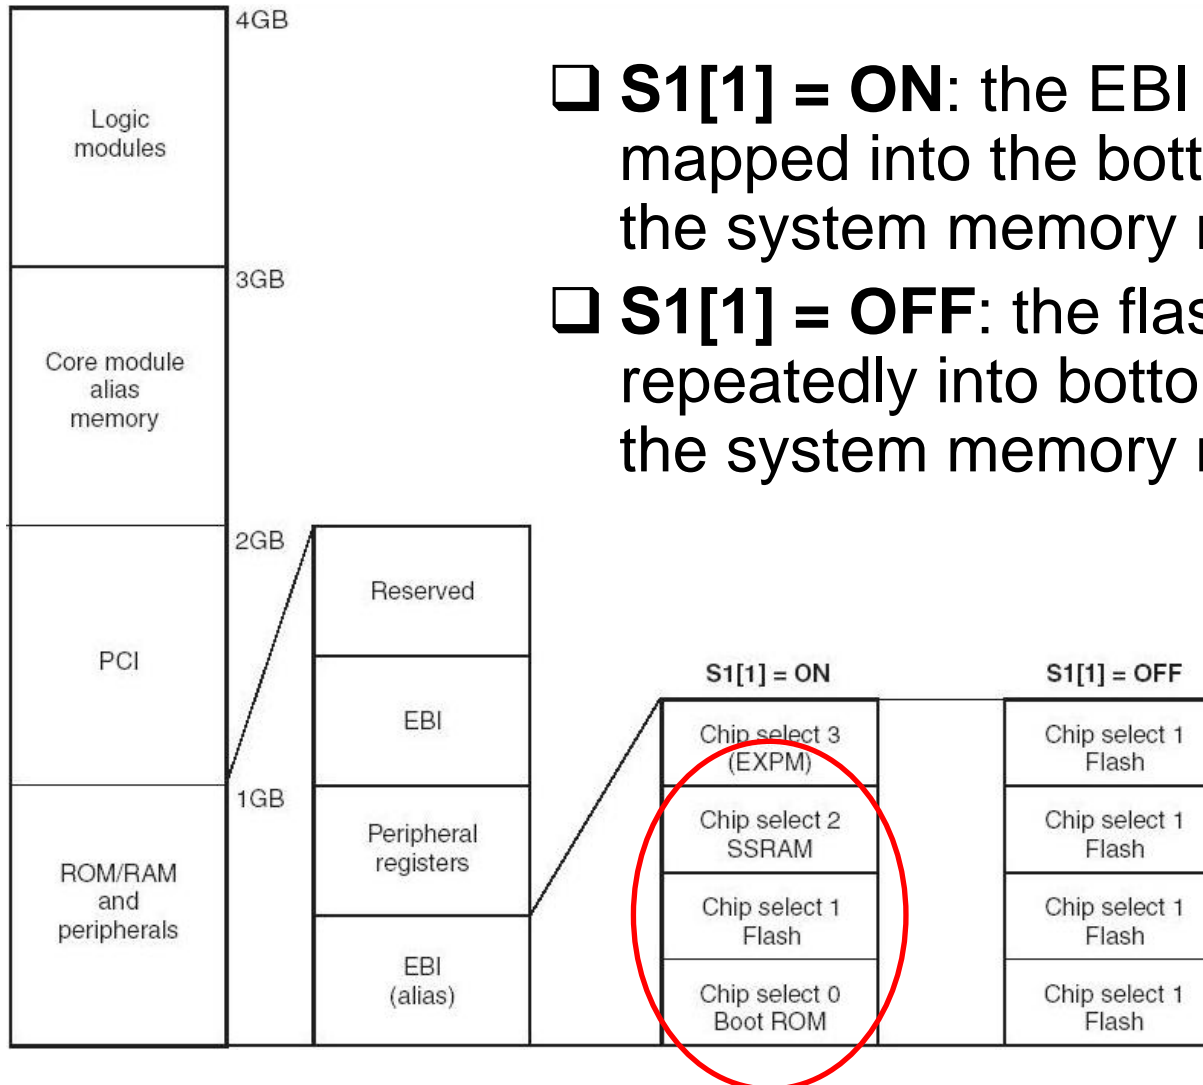 ❑ S1[1] = ON: the EBI
mapped into the bott
the system memory
❑ S1[1] = OFF: the flas
repeatedly into botto
the system memory
4GB
Logic
modules
3GB
Core module
alias
memory
2GB
PCI
1GB
ROM/RAM
and
peripherals
Reserved
EBI
Peripheral
registers
EBI
(alias)
S1[1] = ON
Chip select 3
(EXPM)
Chip select 2
SSRAM
Chip select 1
Flash
Chip select 0
Boot ROM
S1[1] = OFF
Chip select 1
Flash
Chip select 1
Flash
Chip select 1
Flash
Chip select 1
Flash